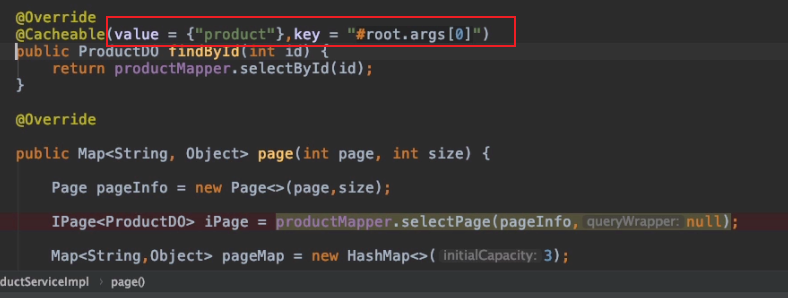 @Override
@Cacheable(value = {"product"},key = "#root.args[0]")
public ProductDO findById(int id) {
return productMapper.selectById(id);
}
@Override
public Map<String, Object> page(int page, int size) {
Page pageInfo = new Page<>(page,size);
IPage<ProductDO> iPage = productMapper.selectPage(pageInfo, queryWrapper: null);
Map<String,Object> pageMap = new HashMap<>( initialCapacity: 3);
ductServiceImpl › page()